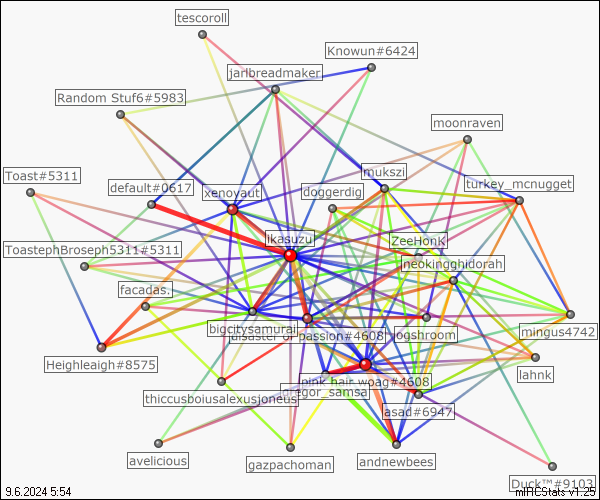 tescoroll
Knowun#6424
jarlbreadmaker
Random Stuf6#5983
moonraven
Toast#5311
mukszi
turkey_mcnugget
default#0617
xenoyaut
doggerdig
ikasuzu
ZeeHonK
ToastephBroseph5311#5311
neokingghidorah
facadas.
bigcitysamurai
disaster of passion#4608
jogshroom
mingus4742
Heighleaigh#8575
lahnk
pink hair woag#4608
thiccusboiusalexusjoneus
gregor_samsa
asad#6947
avelicious
gazpachoman
andnewbees
Duck™#9103
9.6.2024 5:54
mIRCStats v1.25